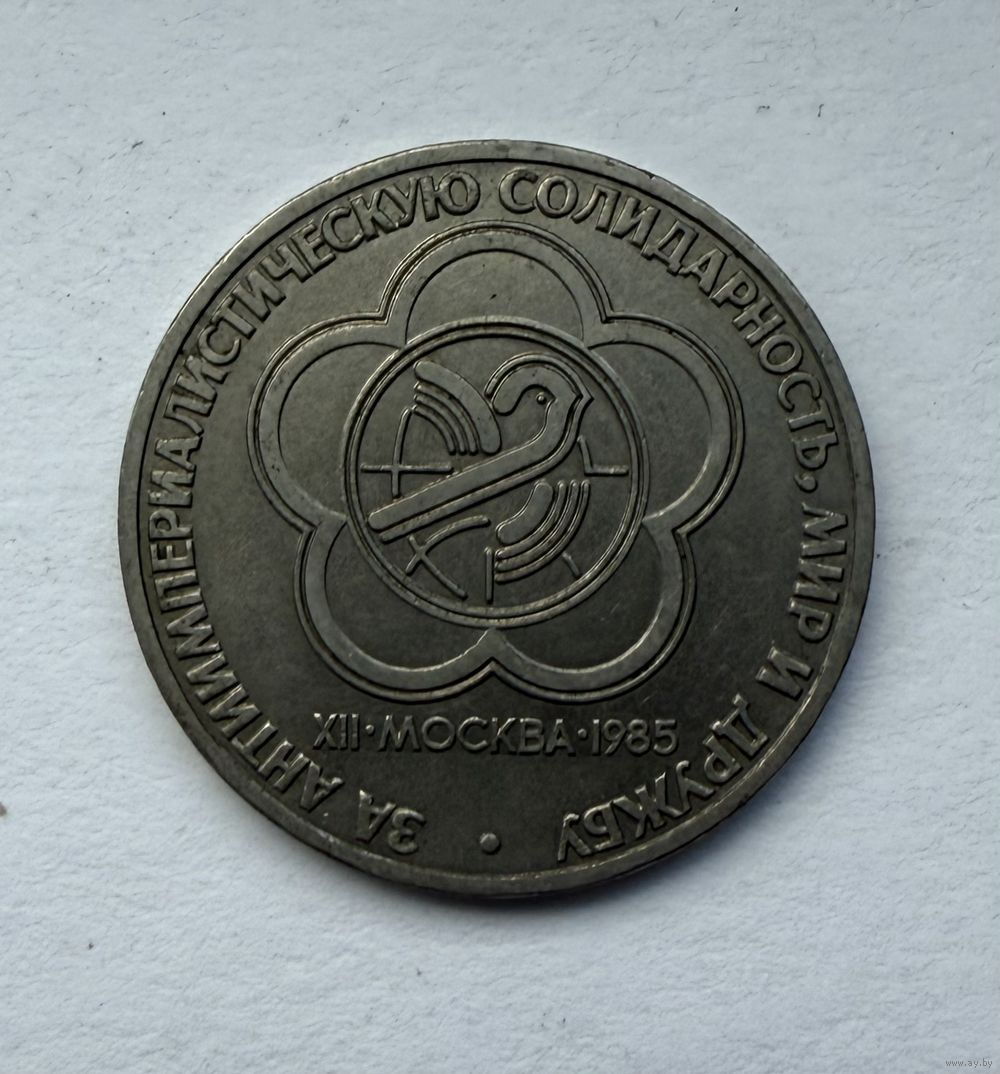 ЗА АНТИИМПЕРИАЛИСТИЧЕСКУЮ СОЛИДАРНОСТЬ, МИР И ДРУЖБУ •
XII•МОСКВА•1985
www.ay.by